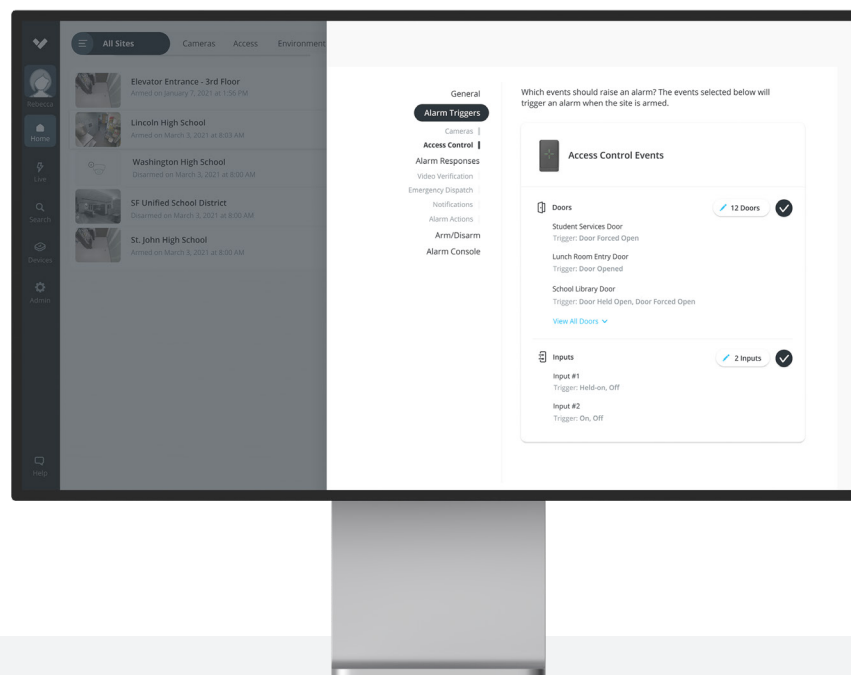 All Sites
Cameras
Access
Environment
Rebecca
Home
Live
Search
Devices
Admin
Help
Elevator Entrance - 3rd Floor
Armed on January 7, 2021 at 1:56 PM
Lincoln High School
Armed on March 3, 2021 at 8:03 AM
Washington High School
Disarmed on March 3, 2021 at 8:00 AM
SF Unified School District
Disarmed on March 3, 2021 at 8:00 AM
St. John High School
Armed on March 3, 2021 at 8:00 AM
General
Alarm Triggers
Cameras
Access Control
Alarm Responses
Video Verification
Emergency Dispatch
Notifications
Alarm Actions
Arm/Disarm
Alarm Console
Which events should raise an alarm? The events selected below will
trigger an alarm when the site is armed.
Access Control Events
Doors
12 Doors
Student Services Door
Trigger: Door Forced Open
Lunch Room Entry Door
Trigger: Door Opened
School Library Door
Trigger: Door Held Open, Door Forced Open
View All Doors
Inputs
2 Inputs
Input #1
Trigger: Held-on, Off
Input #2
Trigger: On, Off